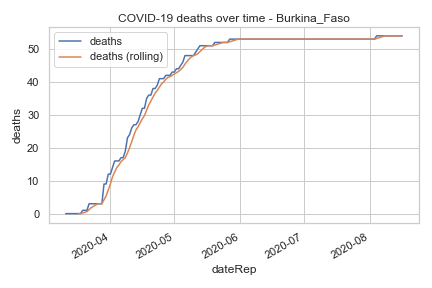 COVID-19 deaths over time - Burkina_Faso
deaths
deaths (rolling)
50
40
30
20
10
0
deaths
2020-04
2020-05
2020-06
2020-07
2020-08
dateRep